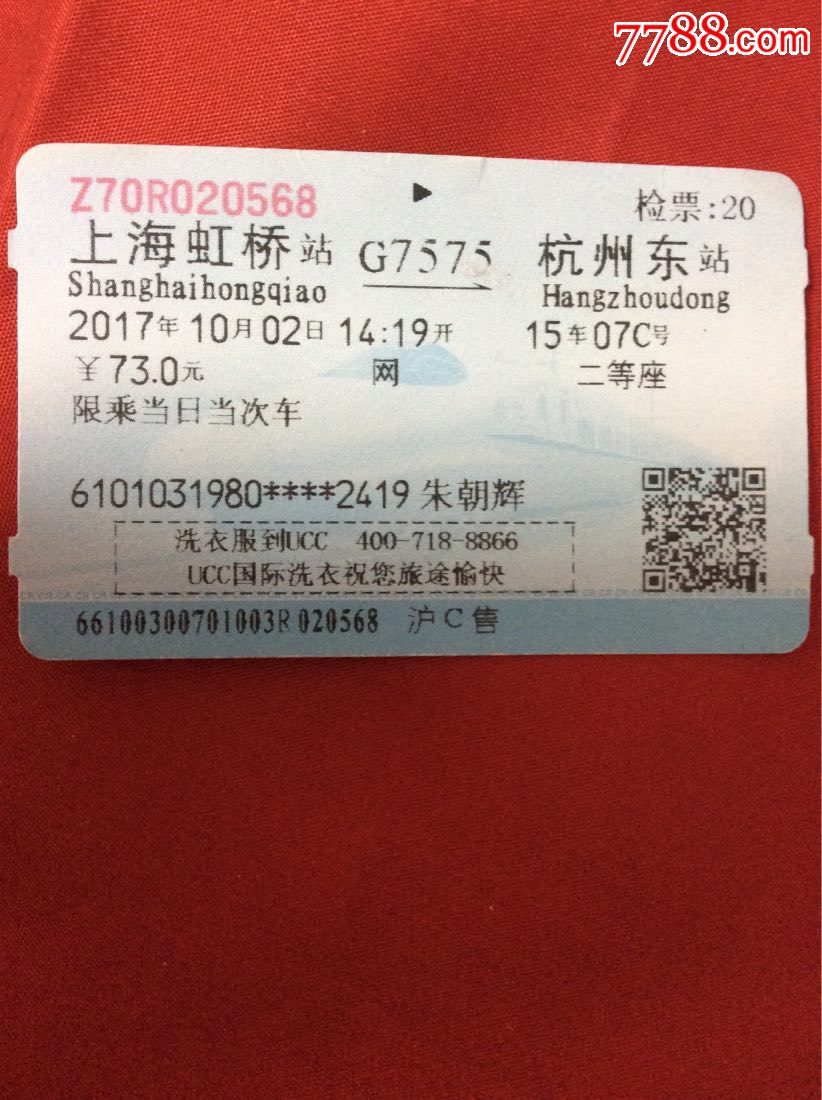 7788.com
Z70R020568
检票:20
上海虹桥站 G7575 杭州东站
Shanghaihongqiao Hangzhoudong
2017年10月02日14:19开 15车07C号
¥73.0元 网 二等座
限乘当日当次车
6101031980****2419 朱朝辉
洗衣服到UCC 400-718-8866
UCC国际洗衣祝您旅途愉快
66100300701003R020568 沪C售